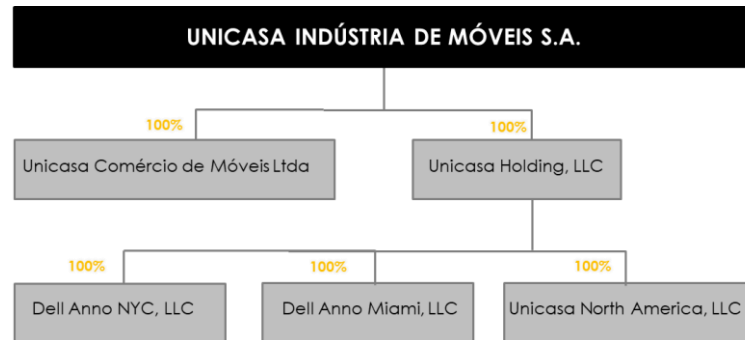 UNICASA INDÚSTRIA DE MÓVEIS S.A.
100%
100%
Unicasa Comércio de Móveis Ltda
Unicasa Holding, LLC
100%
100%
100%
Dell Anno NYC, LLC
Dell Anno Miami, LLC
Unicasa North America, LLC